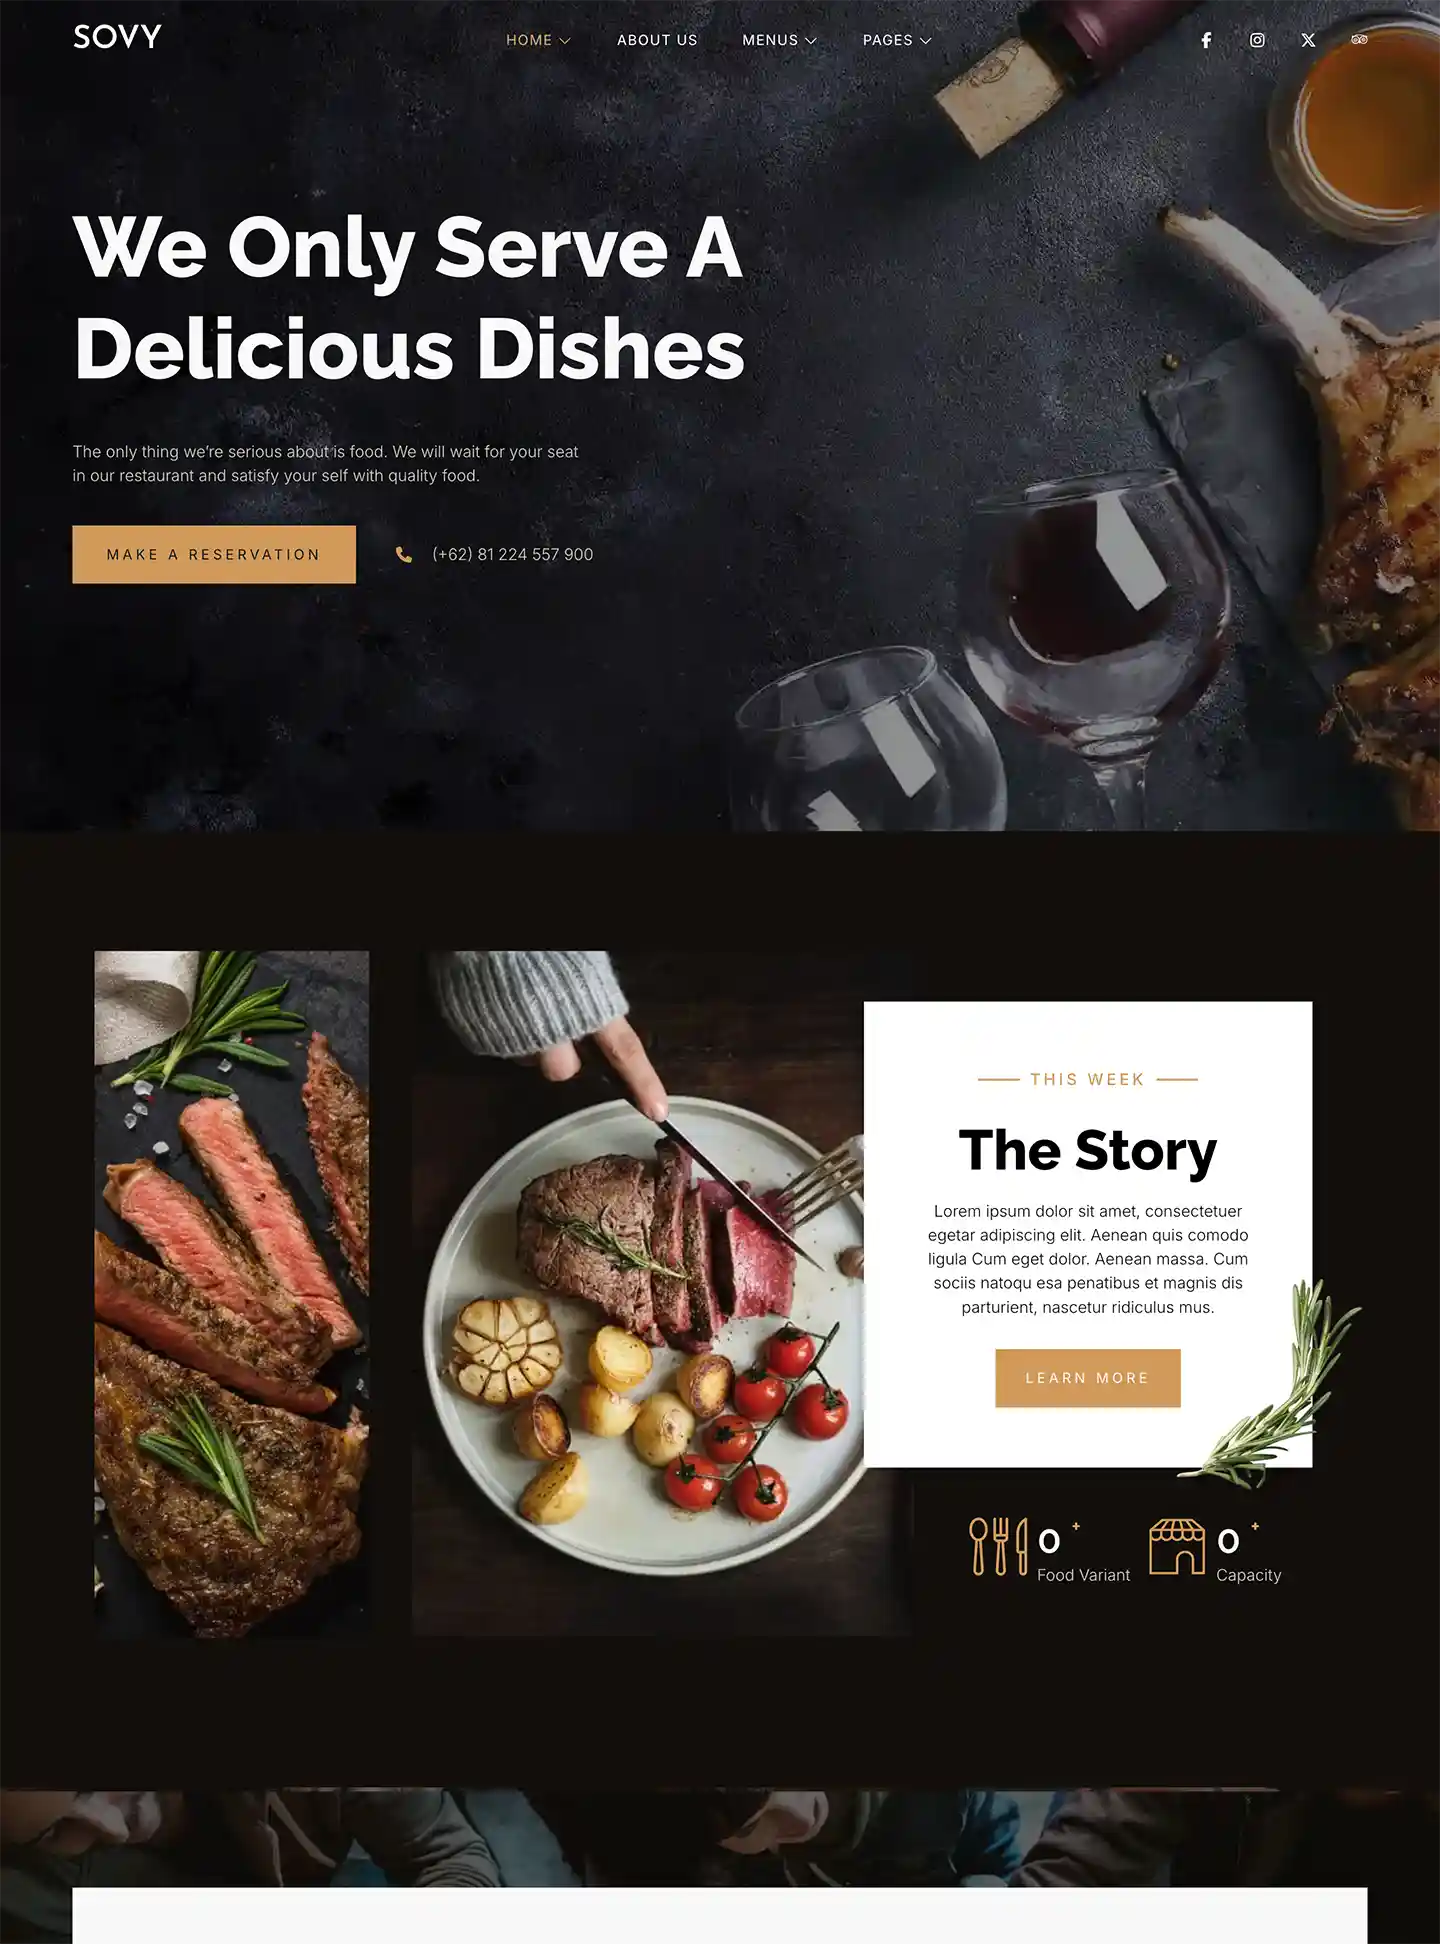 SOVY
HOME
ABOUT US
MENUS
PAGES
We Only Serve A
Delicious Dishes
The only thing we’re serious about is food. We will wait for your seat
in our restaurant and satisfy your self with quality food.
MAKE A RESERVATION
(+62) 81 224 557 900
THIS WEEK
The Story
Lorem ipsum dolor sit amet, consectetuer
egetar adipiscing elit. Aenean quis comodo
ligula Cum eget dolor. Aenean massa. Cum
sociis natoqu esa penatibus et magnis dis
parturient, nascetur ridiculus mus.
LEARN MORE
0 +
Food Variant
0 +
Capacity